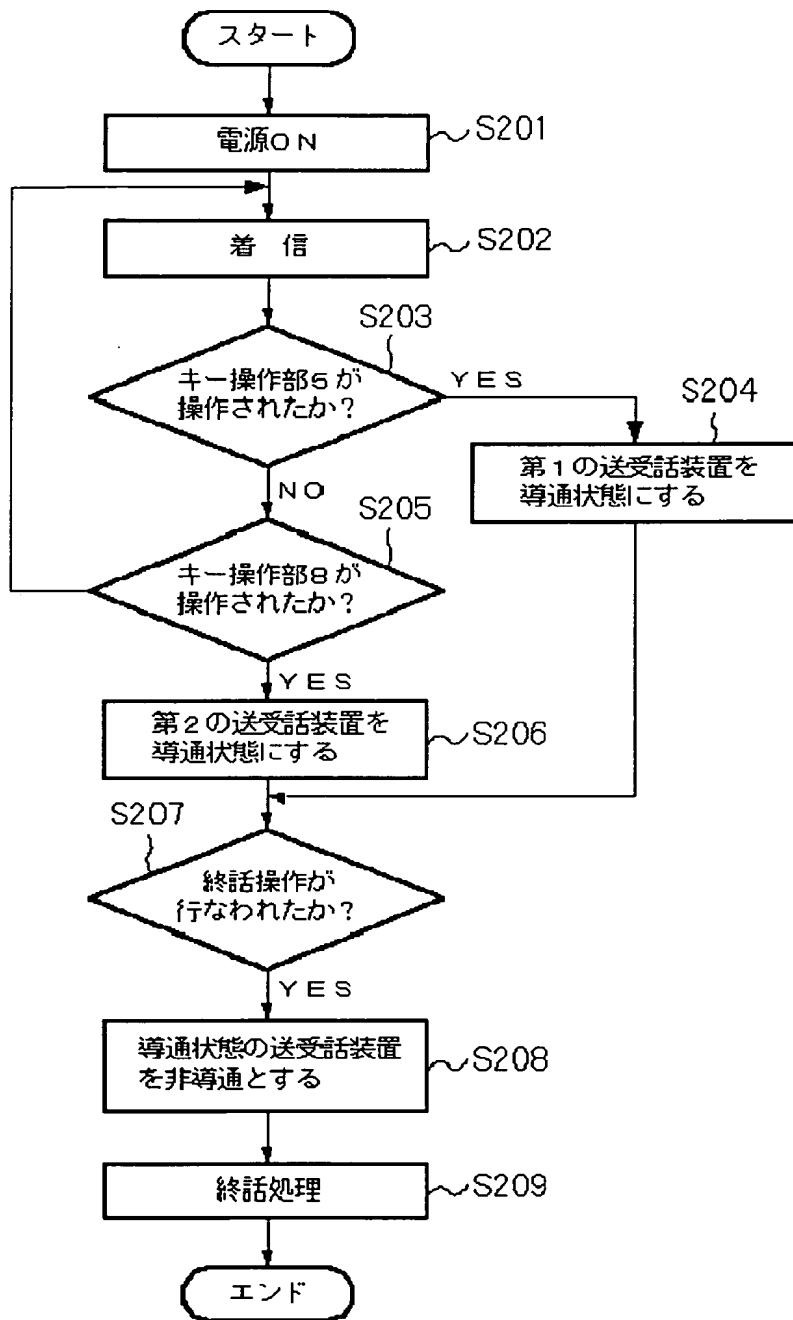 スタート
電源ON
S201
着 信
S202
S203
キー操作部5が
操作されたか?
YES
S204
第1の送受話装置を
導通状態にする
NO
S205
キー操作部8が
操作されたか?
YES
第2の送受話装置を
導通状態にする
S206
S207
終話操作が
行なわれたか?
YES
導通状態の送受話装置
を非導通とする
S208
終話処理
S209
エンド